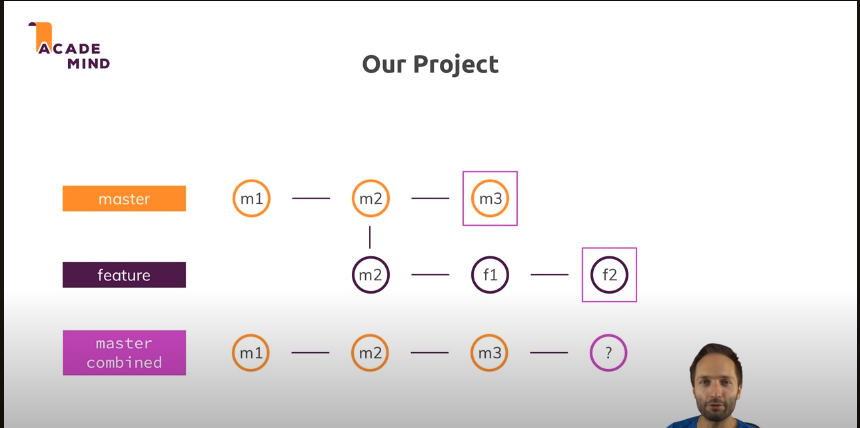 ACADE
MIND
Our Project
master
m1
m2
m3
feature
m2
f1
f2
master
combined
m1
m2
m3
?